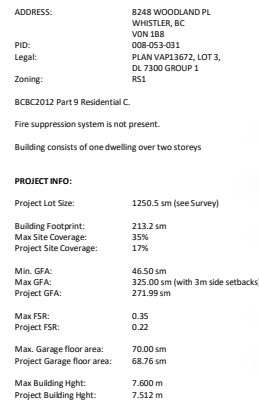 ADDRESS: 8248 WOODLAND PL
WHISTLER, BC
V0N 1B8
PID: 008-053-031
Legal: PLAN VAP13672, LOT 3,
DL 7300 GROUP 1
Zoning: RS1
BCBC2012 Part 9 Residential C.
Fire suppression system is not present.
Building consists of one dwelling over two storeys
PROJECT INFO:
Project Lot Size: 1250.5 sm (see Survey)
Building Footprint: 213.2 sm
Max Site Coverage: 35%
Project Site Coverage: 17%
Min. GFA: 46.50 sm
Max GFA: 325.00 sm (with 3m side setbacks)
Project GFA: 271.99 sm
Max FSR: 0.35
Project FSR: 0.22
Max. Garage floor area: 70.00 sm
Project Garage floor area: 68.76 sm
Max Building Hght: 7.600 m
Project Building Hght: 7.512 m